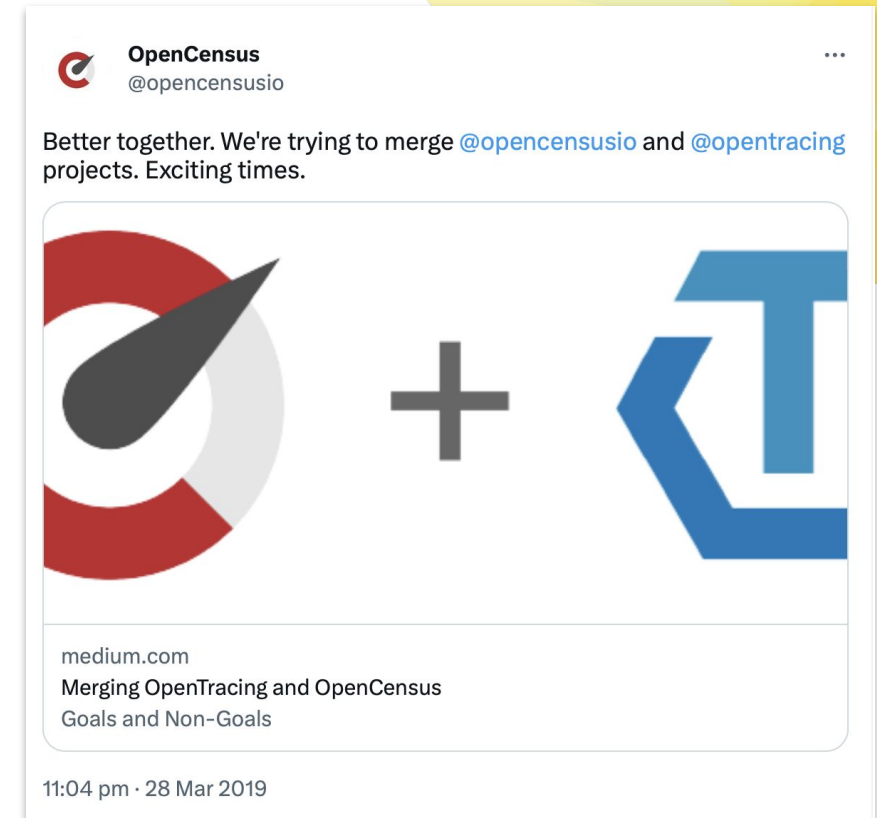 OpenCensus
@opencensusio
Better together. We're trying to merge @opencensusio and @opentracing
projects. Exciting times.
T
medium.com
Merging OpenTracing and OpenCensus
Goals and Non-Goals
11:04 pm · 28 Mar 2019